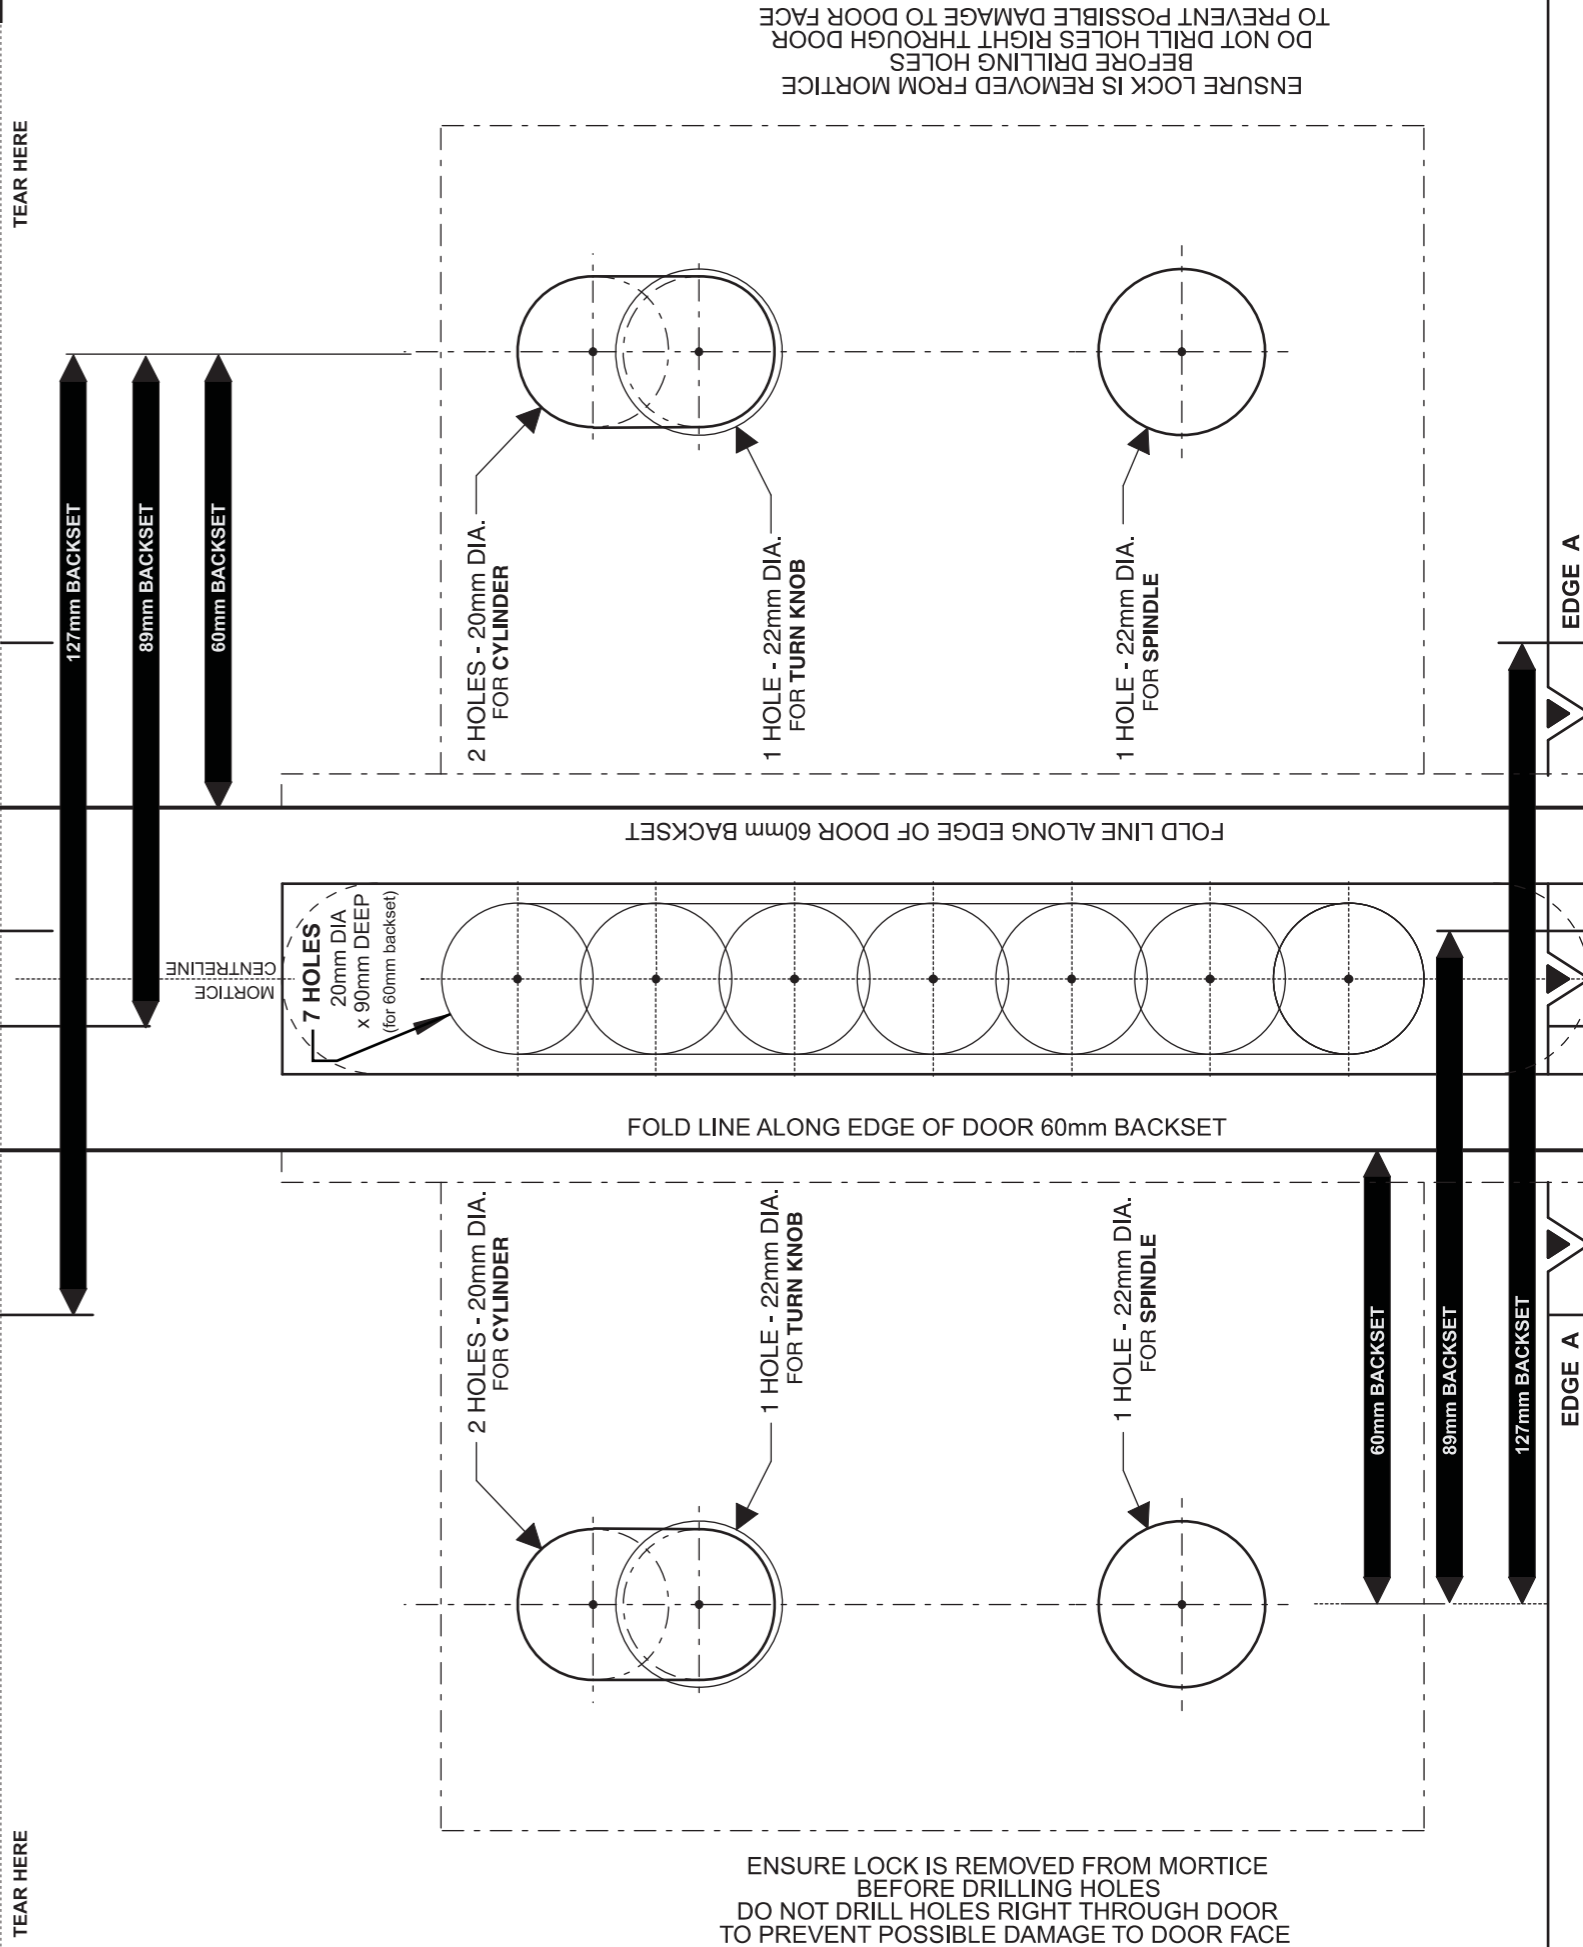 TO PREVENT POSSIBLE DAMAGE TO DOOR FACE
DO NOT DRILL HOLES RIGHT THROUGH DOOR
BEFORE DRILLING HOLES
ENSURE LOCK IS REMOVED FROM MORTICE
TEAR HERE
127mm BACKSET
89mm BACKSET
60mm BACKSET
2 HOLES - 20mm DIA.
FOR CYLINDER
1 HOLE - 22mm DIA.
FOR TURN KNOB
1 HOLE - 22mm DIA.
FOR SPINDLE
EDGE A
FOLD LINE ALONG EDGE OF DOOR 60mm BACKSET
MORTICE
CENTRELINE
7 HOLES
20mm DIA
x 90mm DEEP
(for 60mm backset)
FOLD LINE ALONG EDGE OF DOOR 60mm BACKSET
2 HOLES - 20mm DIA.
FOR CYLINDER
1 HOLE - 22mm DIA.
FOR TURN KNOB
1 HOLE - 22mm DIA.
FOR SPINDLE
60mm BACKSET
89mm BACKSET
127mm BACKSET
EDGE A
TEAR HERE
ENSURE LOCK IS REMOVED FROM MORTICE
BEFORE DRILLING HOLES
DO NOT DRILL HOLES RIGHT THROUGH DOOR
TO PREVENT POSSIBLE DAMAGE TO DOOR FACE